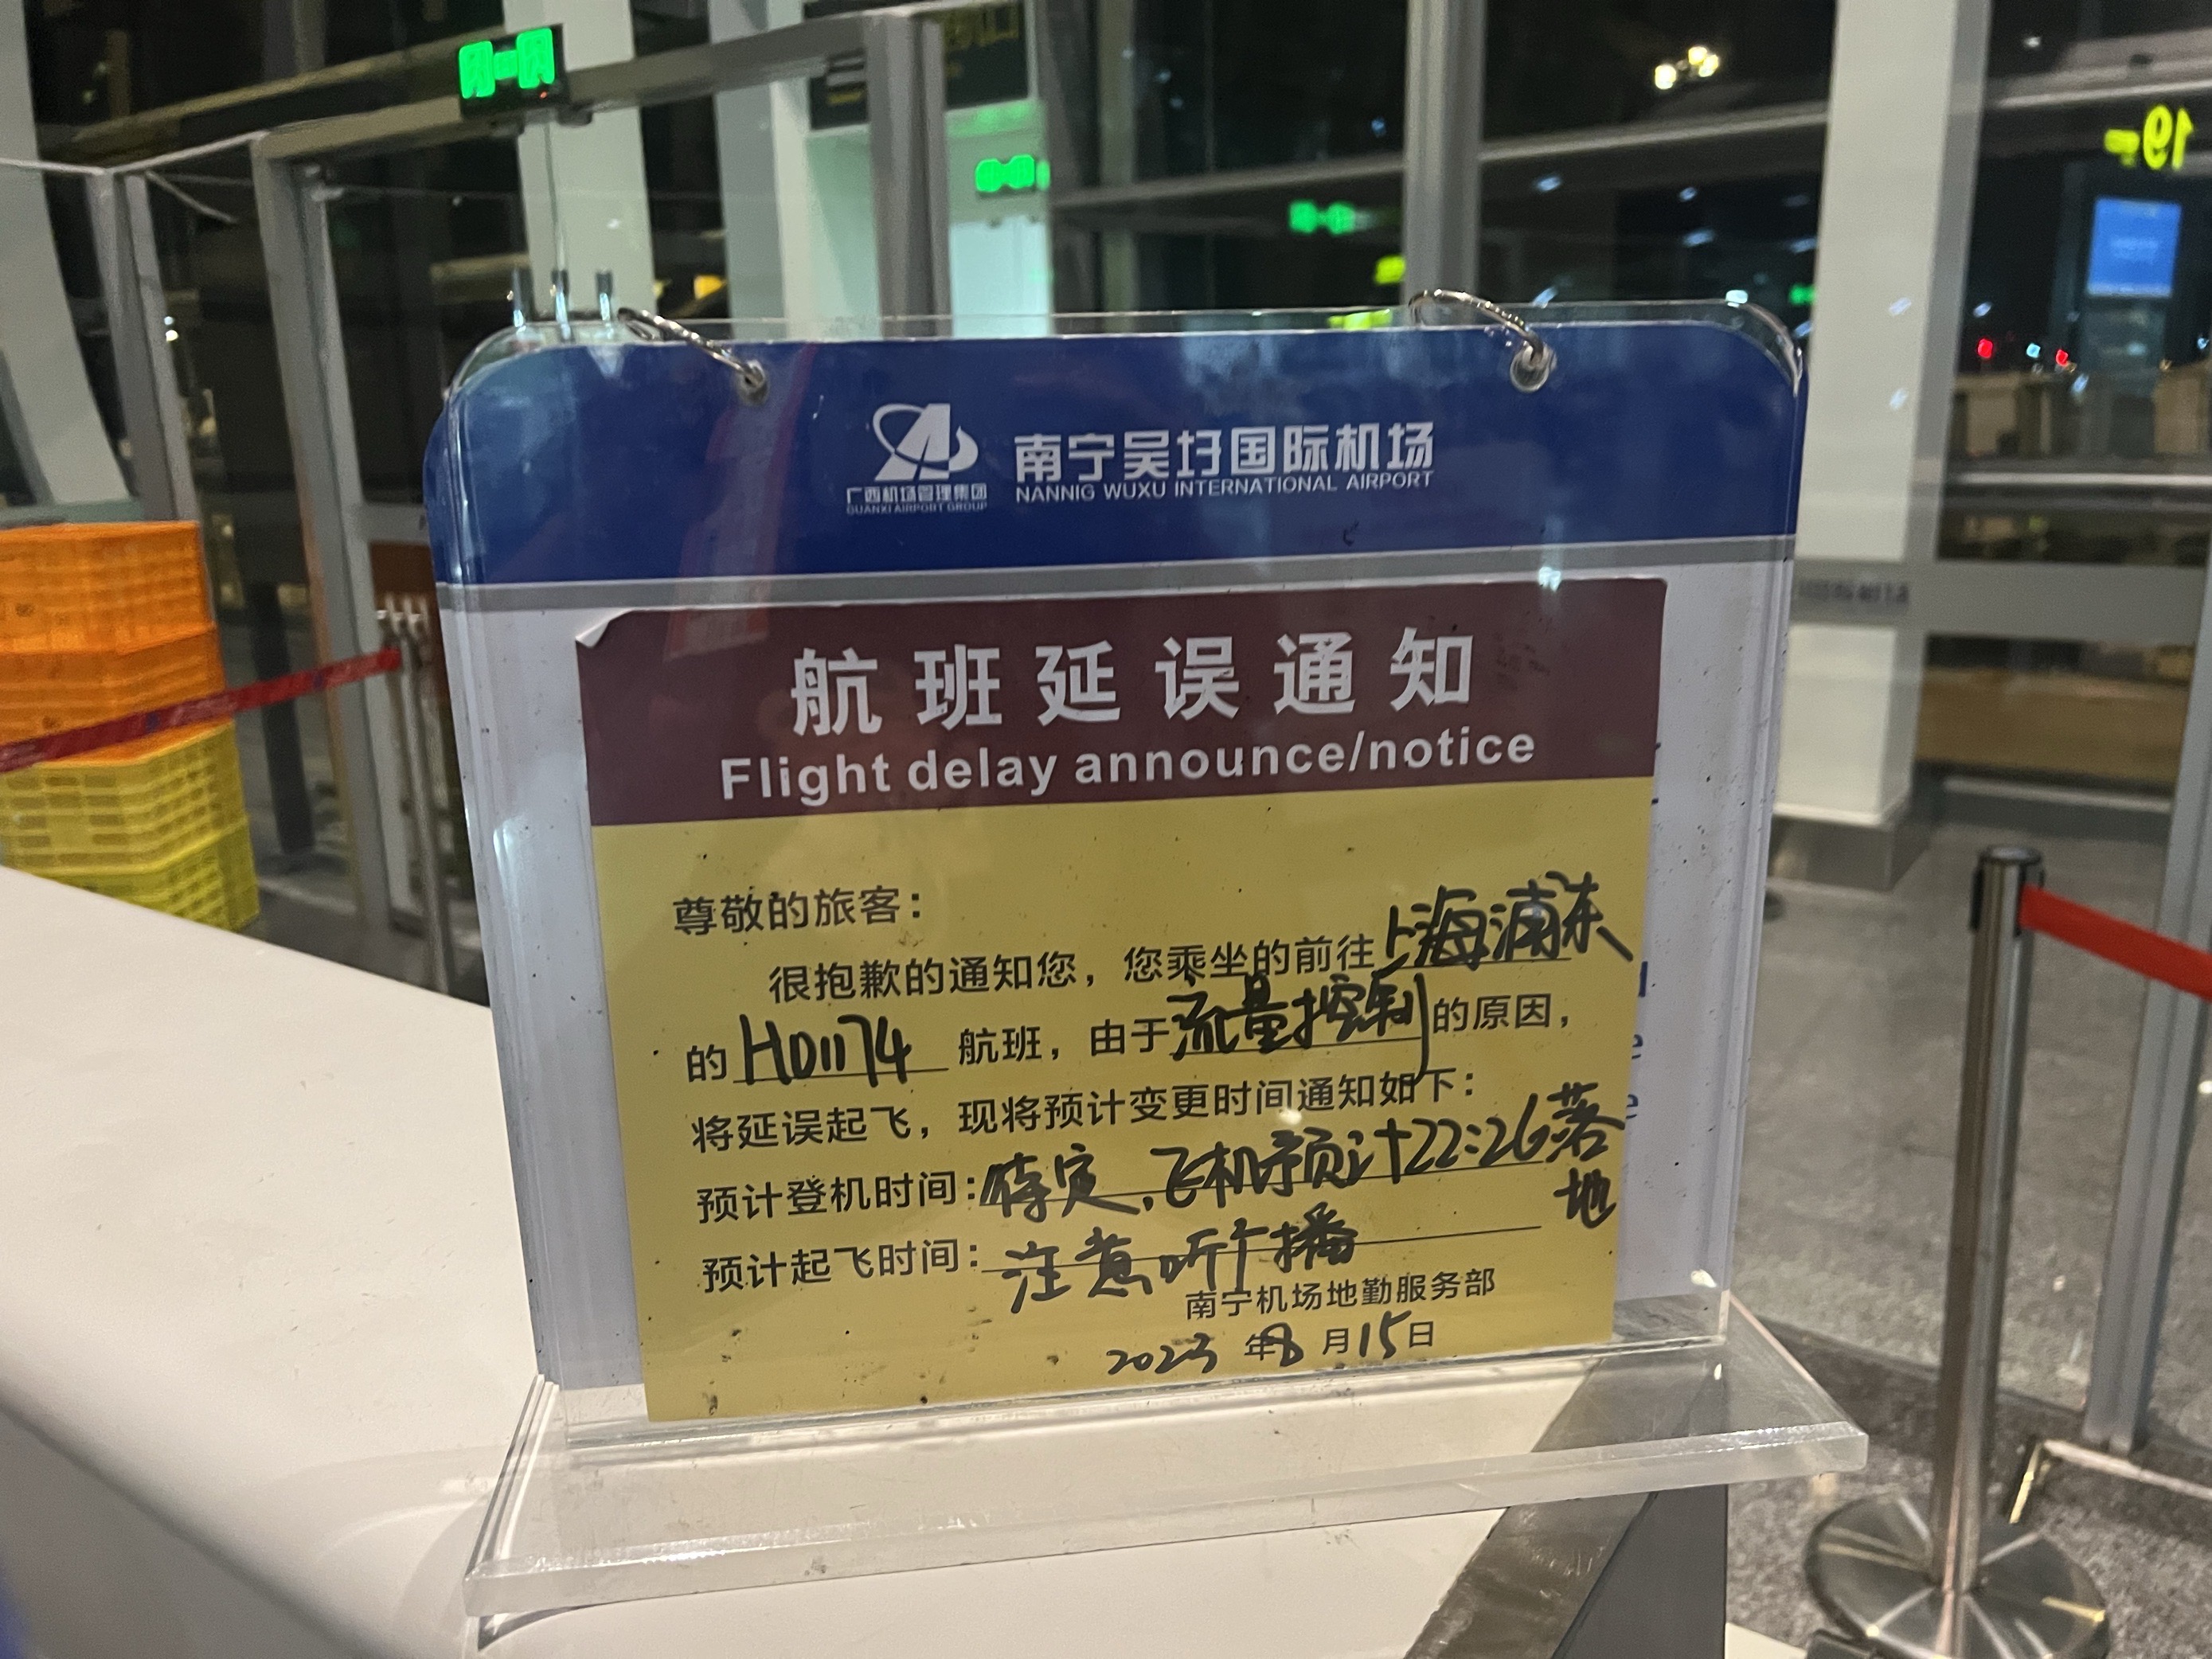 19
南宁吴圩国际机场
NANNIG WUXU INTERNATIONAL AIRPORT
广西机场管理集团
GUANXI AIRPORT GROUP
航班延误通知
Flight delay announce/notice
尊敬的旅客：
很抱歉的通知您，您乘坐的前往上海浦东
的HO1174航班，由于流量控制的原因，
将延误起飞，现将预计变更时间通知如下：
预计登机时间：待定，飞机预计22:26落地
预计起飞时间：注意听广播
南宁机场地勤服务部
2023年8月15日